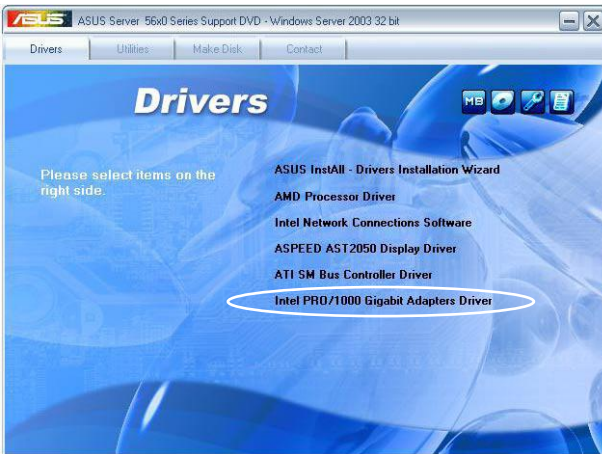 ASUS ASUS Server 56x0 Series Support DVD - Windows Server 2003 32 bit
Drivers Utilities Make Disk Contact
Drivers
MB
Please select items on the
right side.
ASUS InstAll - Drivers Installation Wizard
AMD Processor Driver
Intel Network Connections Software
ASPEED AST2050 Display Driver
ATI SM Bus Controller Driver
Intel PRO/1000 Gigabit Adapters Driver